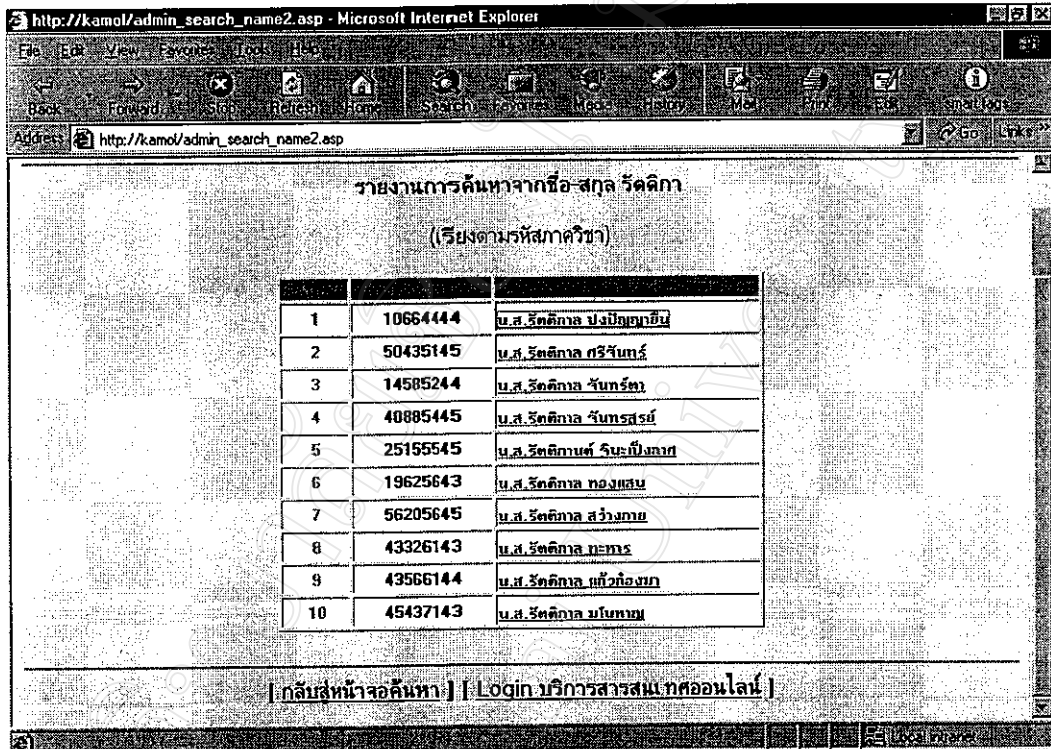 http://kamol/admin_search_name2.asp - Microsoft Internet Explorer
File Edit View Favorites Tools Help
Back Forward Stop Refresh Home Search Favorites Media History Mail Print Edit Smart Tags
Address http://kamol/admin_search_name2.asp Go Links
รายงานการค้นหาจากชื่อ-สกุล รัตติกา
(เรียงตามรหัสภาควิชา)
1 10664444 น.ส.รัตติกาล ปงปัญญายืน
2 50435145 น.ส.รัตติกาล ศรีจันทร์
3 14585244 น.ส.รัตติกาล จันทร์ตา
4 40885445 น.ส.รัตติกาล จันทรสุรย์
5 25155545 น.ส.รัตติกานต์ จินะเป็งกาศ
6 19625643 น.ส.รัตติกาล ทองแสน
7 56205645 น.ส.รัตติกาล สว่างกาย
8 43326143 น.ส.รัตติกาล ทะหาร
9 43566144 น.ส.รัตติกาล แก้วก้องมา
10 45437143 น.ส.รัตติกาล มโนหาญ
[ กลับสู่หน้าจอค้นหา ] [ Login บริการสารสนเทศออนไลน์ ]
Local intranet